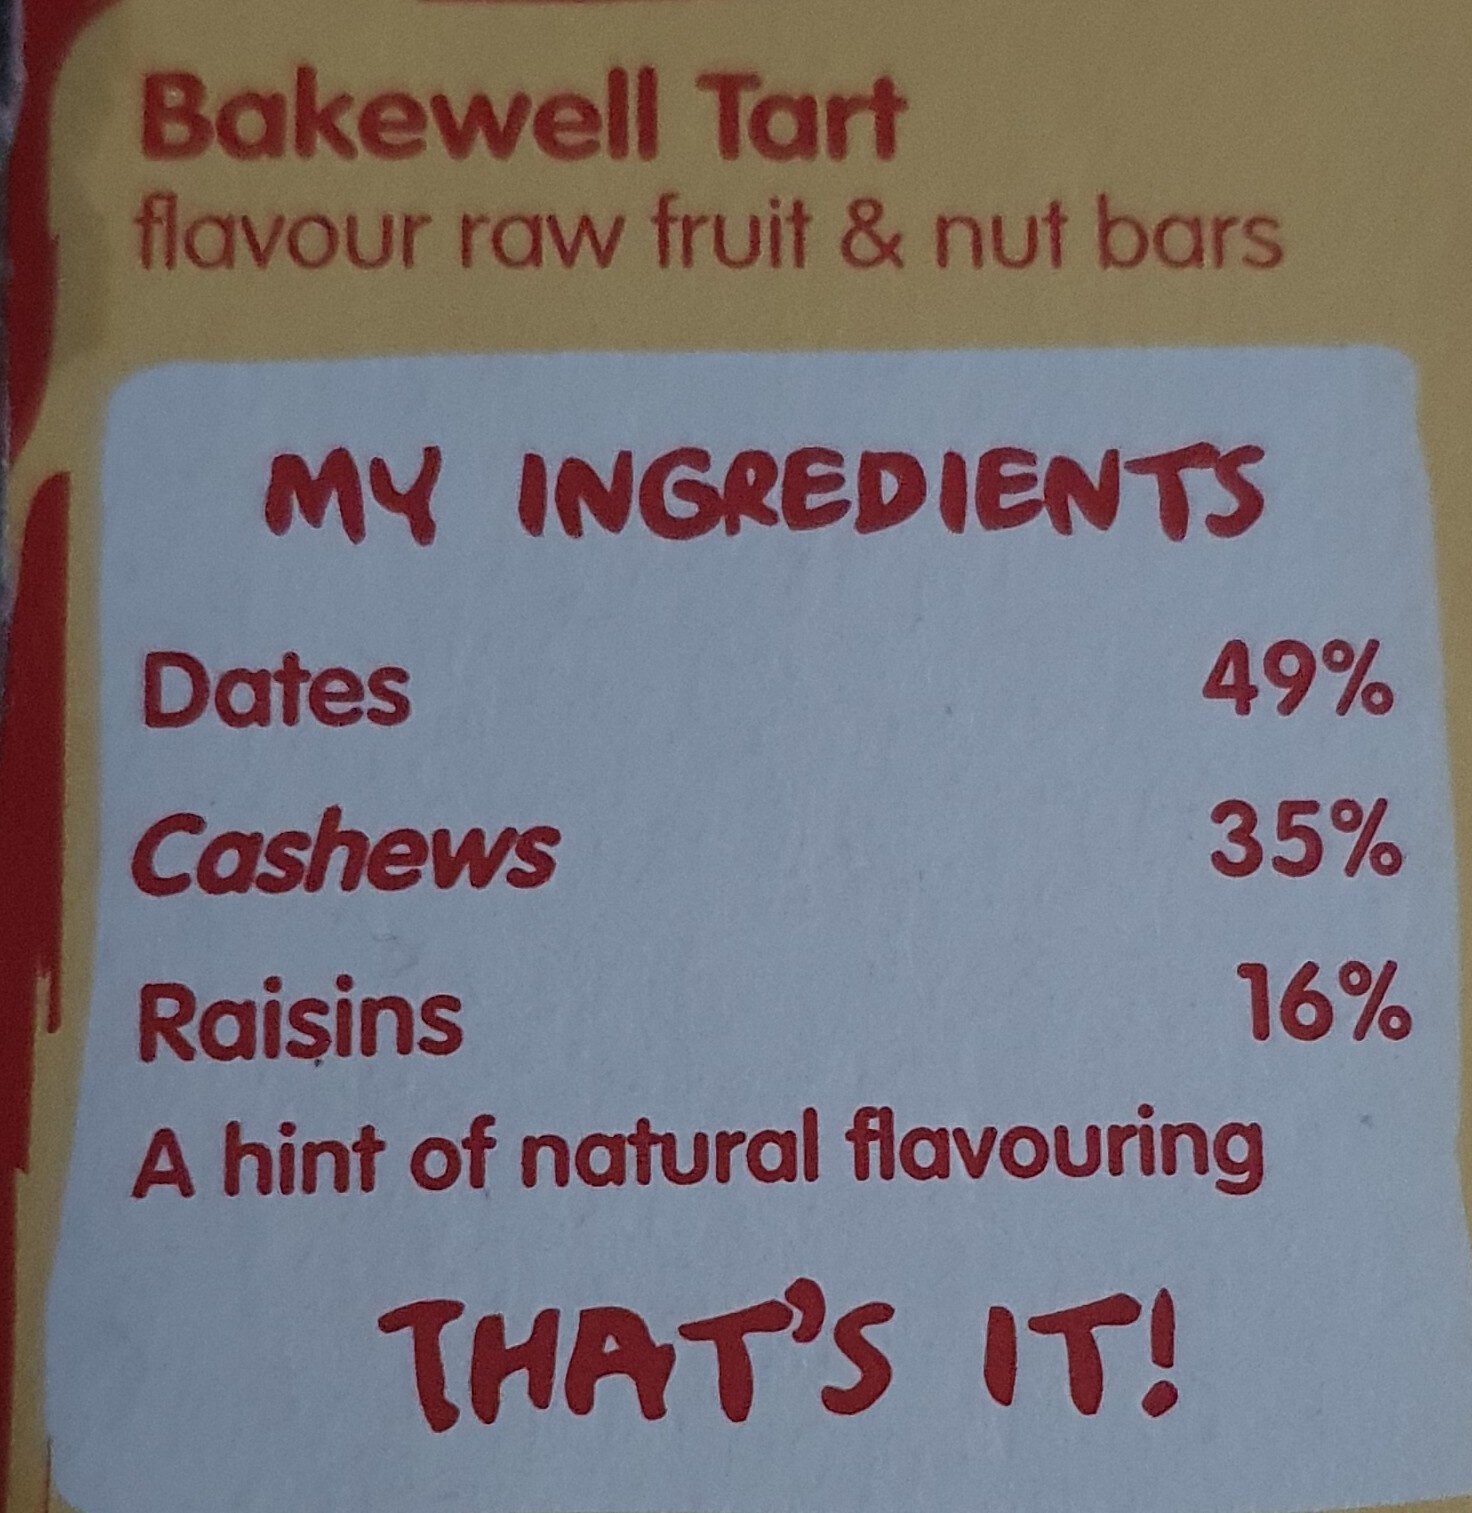 Bakewell Tart
flavour raw fruit & nut bars
MY INGREDIENTS
Dates 49%
Cashews 35%
Raisins 16%
A hint of natural flavouring
THAT'S IT!